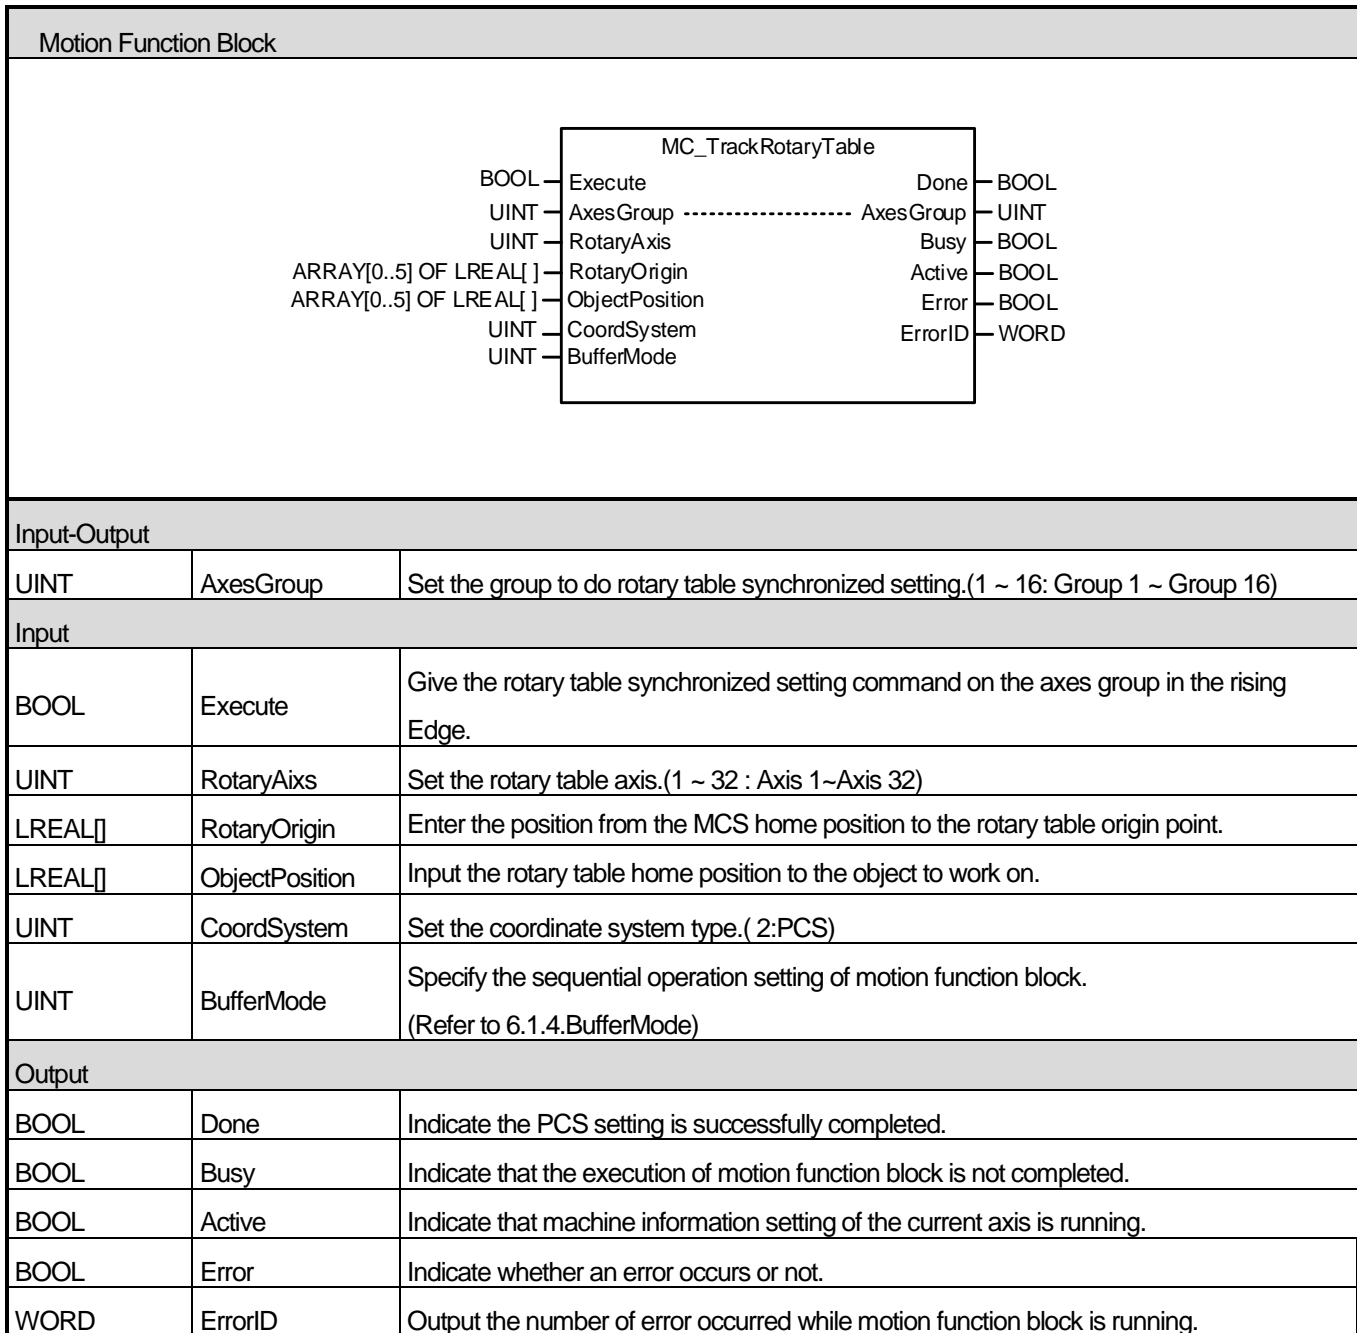 Motion Function Block
MC_TrackRotaryTable
BOOL Execute Done BOOL
UINT AxesGroup AxesGroup UINT
UINT RotaryAxis Busy BOOL
ARRAY[0..5] OF LREAL[ ] RotaryOrigin Active BOOL
ARRAY[0..5] OF LREAL[ ] ObjectPosition Error BOOL
UINT CoordSystem ErrorID WORD
UINT BufferMode
Input-Output
UINT AxesGroup Set the group to do rotary table synchronized setting.(1 ~ 16: Group 1 ~ Group 16)
Input
BOOL Execute Give the rotary table synchronized setting command on the axes group in the rising
Edge.
UINT RotaryAixs Set the rotary table axis.(1 ~ 32 : Axis 1~Axis 32)
LREAL[] RotaryOrigin Enter the position from the MCS home position to the rotary table origin point.
LREAL[] ObjectPosition Input the rotary table home position to the object to work on.
UINT CoordSystem Set the coordinate system type.( 2:PCS)
UINT BufferMode Specify the sequential operation setting of motion function block.
(Refer to 6.1.4.BufferMode)
Output
BOOL Done Indicate the PCS setting is successfully completed.
BOOL Busy Indicate that the execution of motion function block is not completed.
BOOL Active Indicate that machine information setting of the current axis is running.
BOOL Error Indicate whether an error occurs or not.
WORD ErrorID Output the number of error occurred while motion function block is running.